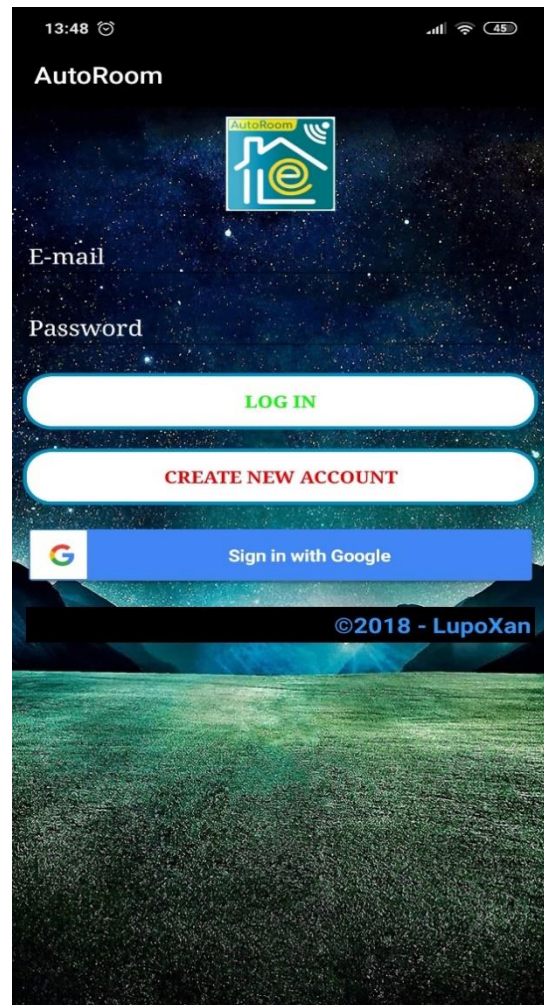 13:48
45
AutoRoom
AutoRoom
e
E-mail
Password
LOG IN
CREATE NEW ACCOUNT
G
Sign in with Google
©2018 - LupoXan